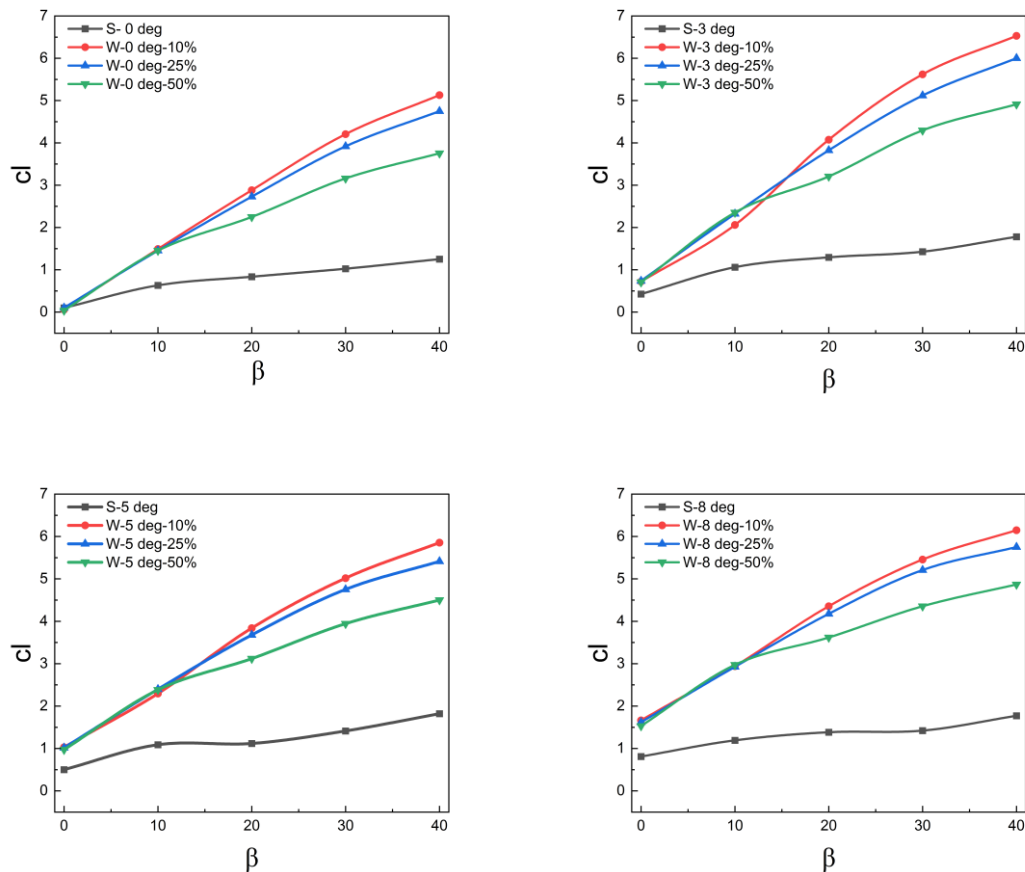 S- 0 deg
W-0 deg-10%
W-0 deg-25%
W-0 deg-50%
7
6
5
4
3
2
1
0
cl
0 10 20 30 40
β
S-3 deg
W-3 deg-10%
W-3 deg-25%
W-3 deg-50%
7
6
5
4
3
2
1
0
cl
0 10 20 30 40
β
S-5 deg
W-5 deg-10%
W-5 deg-25%
W-5 deg-50%
7
6
5
4
3
2
1
0
cl
0 10 20 30 40
β
S-8 deg
W-8 deg-10%
W-8 deg-25%
W-8 deg-50%
7
6
5
4
3
2
1
0
cl
0 10 20 30 40
β